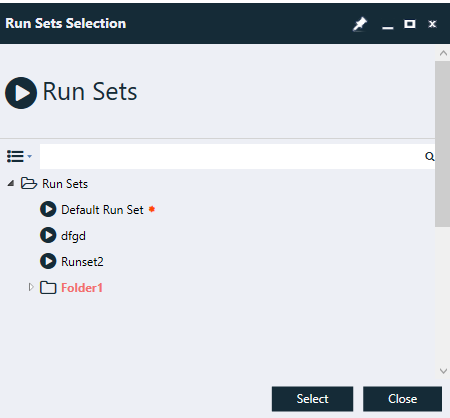 Run Sets Selection
Run Sets
Run Sets
Default Run Set
dfgd
Runset2
Folder1
Select Close